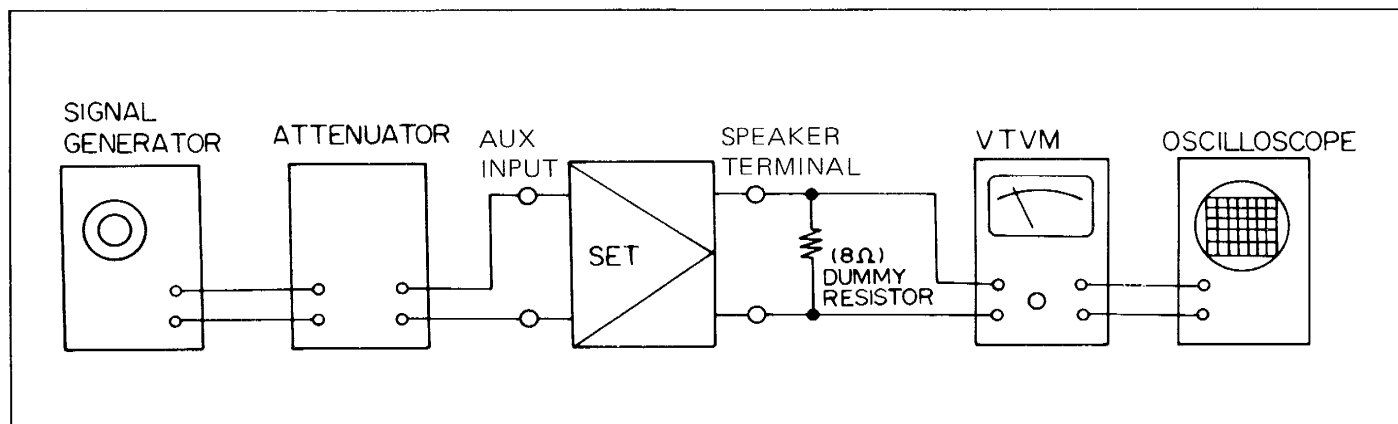 SIGNAL
GENERATOR
ATTENUATOR
AUX
INPUT
SET
SPEAKER
TERMINAL
(8Ω)
DUMMY
RESISTOR
VTVM
OSCILLOSCOPE